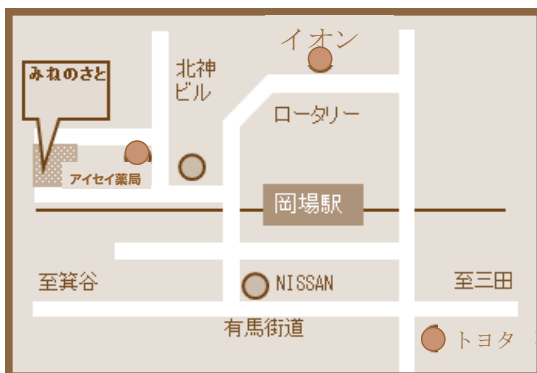 イオン
みねのさと
北神
ビル
ロータリー
アイセイ薬局
岡場駅
至箕谷
NISSAN
至三田
有馬街道
トヨタ